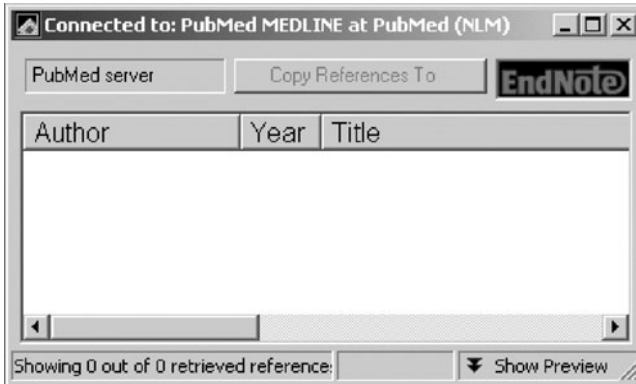 Connected to: PubMed MEDLINE at PubMed (NLM)
PubMed server Copy References To EndNote
Author Year Title
Showing 0 out of 0 retrieved reference: Show Preview